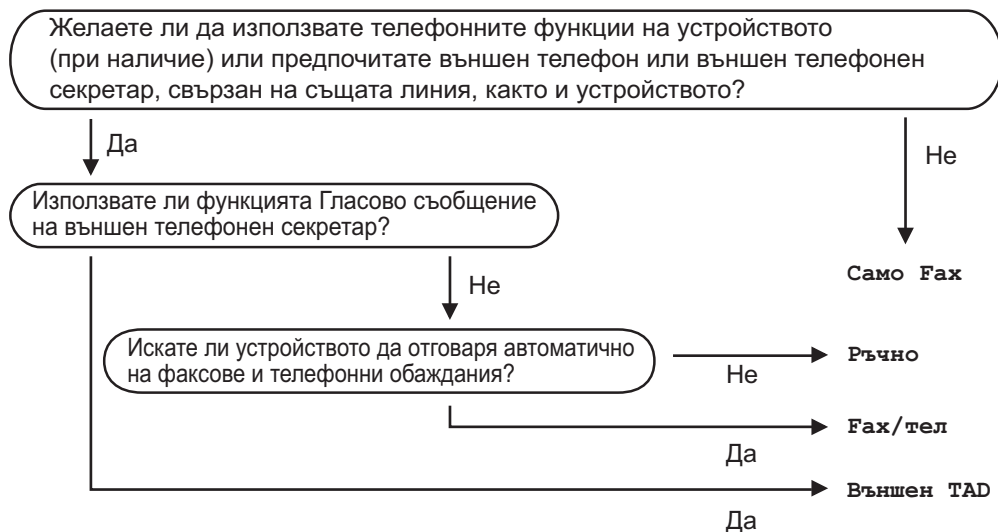 Желаете ли да използвате телефонните функции на устройството
(при наличие) или предпочитате външен телефон или външен телефонен
секретар, свързан на същата линия, както и устройството?
Да
Не
Използвате ли функцията Гласово съобщение
на външен телефонен секретар?
Само Fax
Не
Искате ли устройството да отговаря автоматично
на факсове и телефонни обаждания?
Ръчно
Не
Fax/тел
Да
Външен TAD
Да